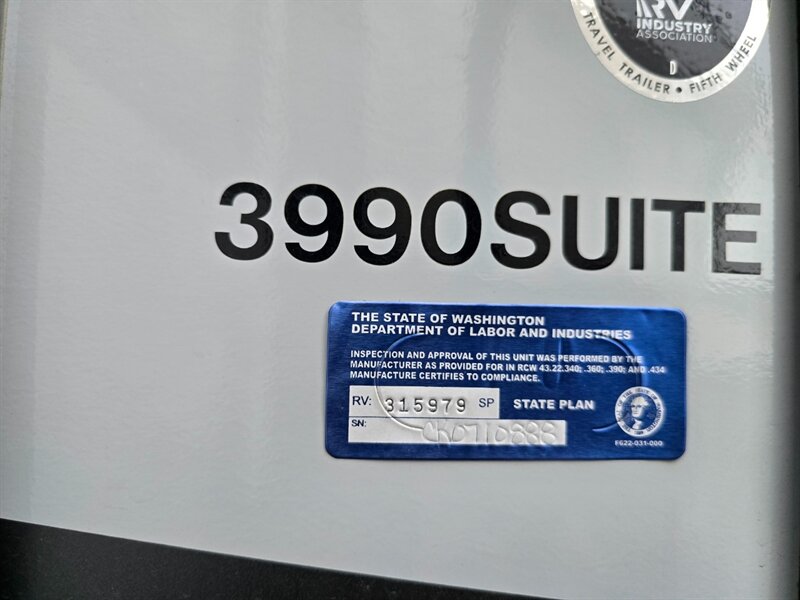 RV
INDUSTRY
ASSOCIATION
D
TRAVEL TRAILER • FIFTH WHEEL
3990SUITE
THE STATE OF WASHINGTON
DEPARTMENT OF LABOR AND INDUSTRIES
INSPECTION AND APPROVAL OF THIS UNIT WAS PERFORMED BY THE
MANUFACTURER AS PROVIDED FOR IN RCW 43.22.340; .360; .390; AND .434
MANUFACTURE CERTIFIES TO COMPLIANCE.
RV: 315979 SP STATE PLAN
SN:
F622-031-000